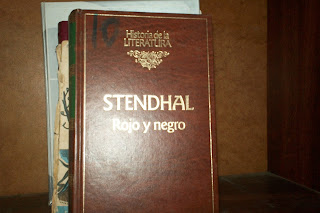 Historia de la
LITERATURA
STENDHAL
Rojo y negro